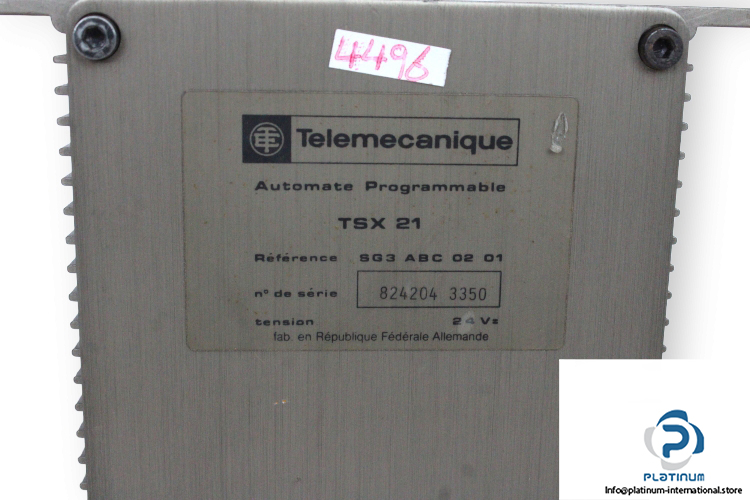 4496
TE Telemecanique
Automate Programmable
TSX 21
Référence SG3 ABC 02 01
n° de série 824204 3350
tension 24 V=
fab. en République Fédérale Allemande
PLATINUM
Info@platinum-international.store